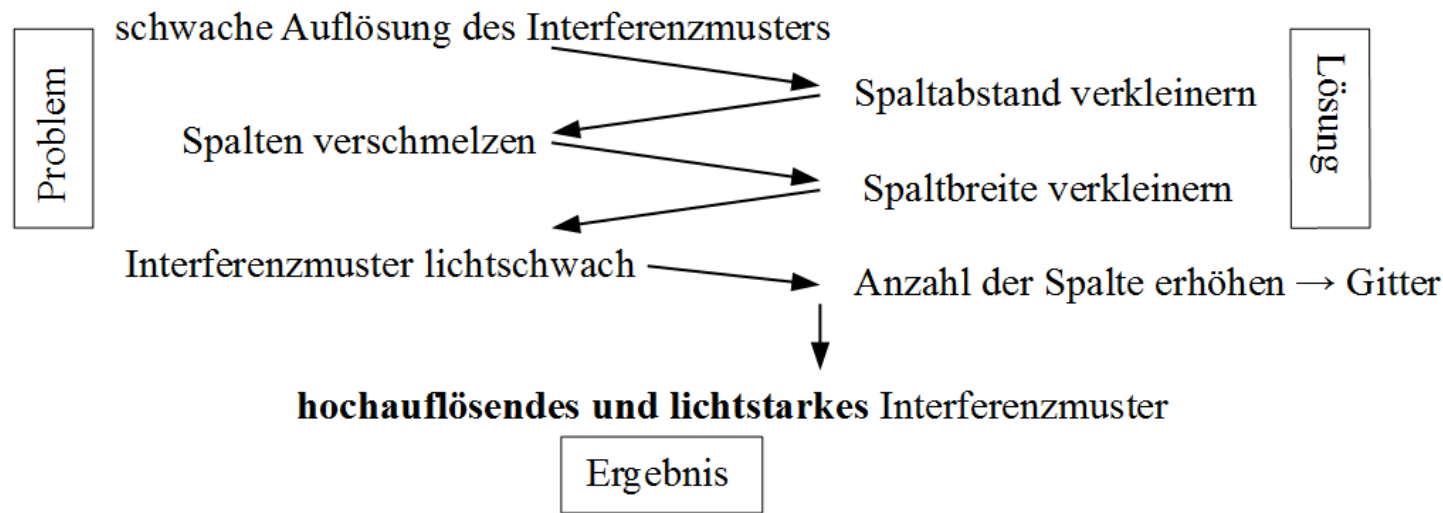 schwache Auflösung des Interferenzmusters
Problem
Lösung
Spaltabstand verkleinern
Spalten verschmelzen
Spaltbreite verkleinern
Interferenzmuster lichtschwach
Anzahl der Spalte erhöhen → Gitter
hochauflösendes und lichtstarkes Interferenzmuster
Ergebnis